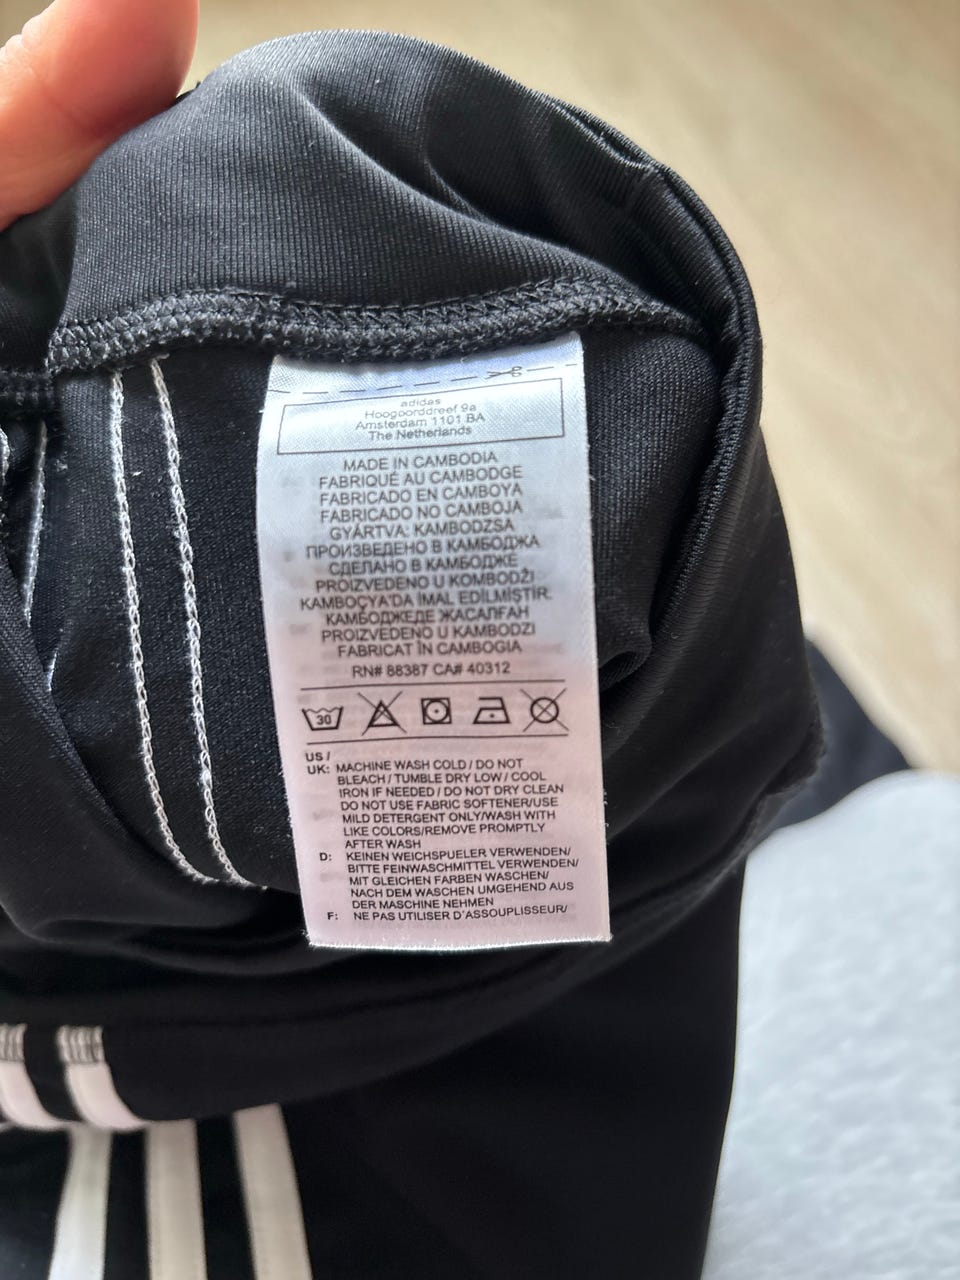 adidas
Hoogoorddreef 9a
Amsterdam 1101 BA
The Netherlands
MADE IN CAMBODIA
FABRIQUÉ AU CAMBODGE
FABRICADO EN CAMBOYA
FABRICADO NO CAMBOJA
GYÁRTVA: KAMBODZSA
ПРОИЗВЕДЕНО В КАМБОДЖА
СДЕЛАНО В КАМБОДЖЕ
PROIZVEDENO U KOMBODŽI
KAMBOÇYA'DA İMAL EDİLMİŞTİR.
КАМБОДЖЕДЕ ЖАСАЛҒАН
PROIZVEDENO U KAMBODZI
FABRICAT ÎN CAMBOGIA
RN# 88387 CA# 40312
30
US /
UK: MACHINE WASH COLD / DO NOT
BLEACH / TUMBLE DRY LOW / COOL
IRON IF NEEDED / DO NOT DRY CLEAN
DO NOT USE FABRIC SOFTENER/USE
MILD DETERGENT ONLY/WASH WITH
LIKE COLORS/REMOVE PROMPTLY
AFTER WASH
D: KEINEN WEICHSPUELER VERWENDEN/
BITTE FEINWASCHMITTEL VERWENDEN/
MIT GLEICHEN FARBEN WASCHEN/
NACH DEM WASCHEN UMGEHEND AUS
DER MASCHINE NEHMEN
F: NE PAS UTILISER D'ASSOUPLISSEUR/